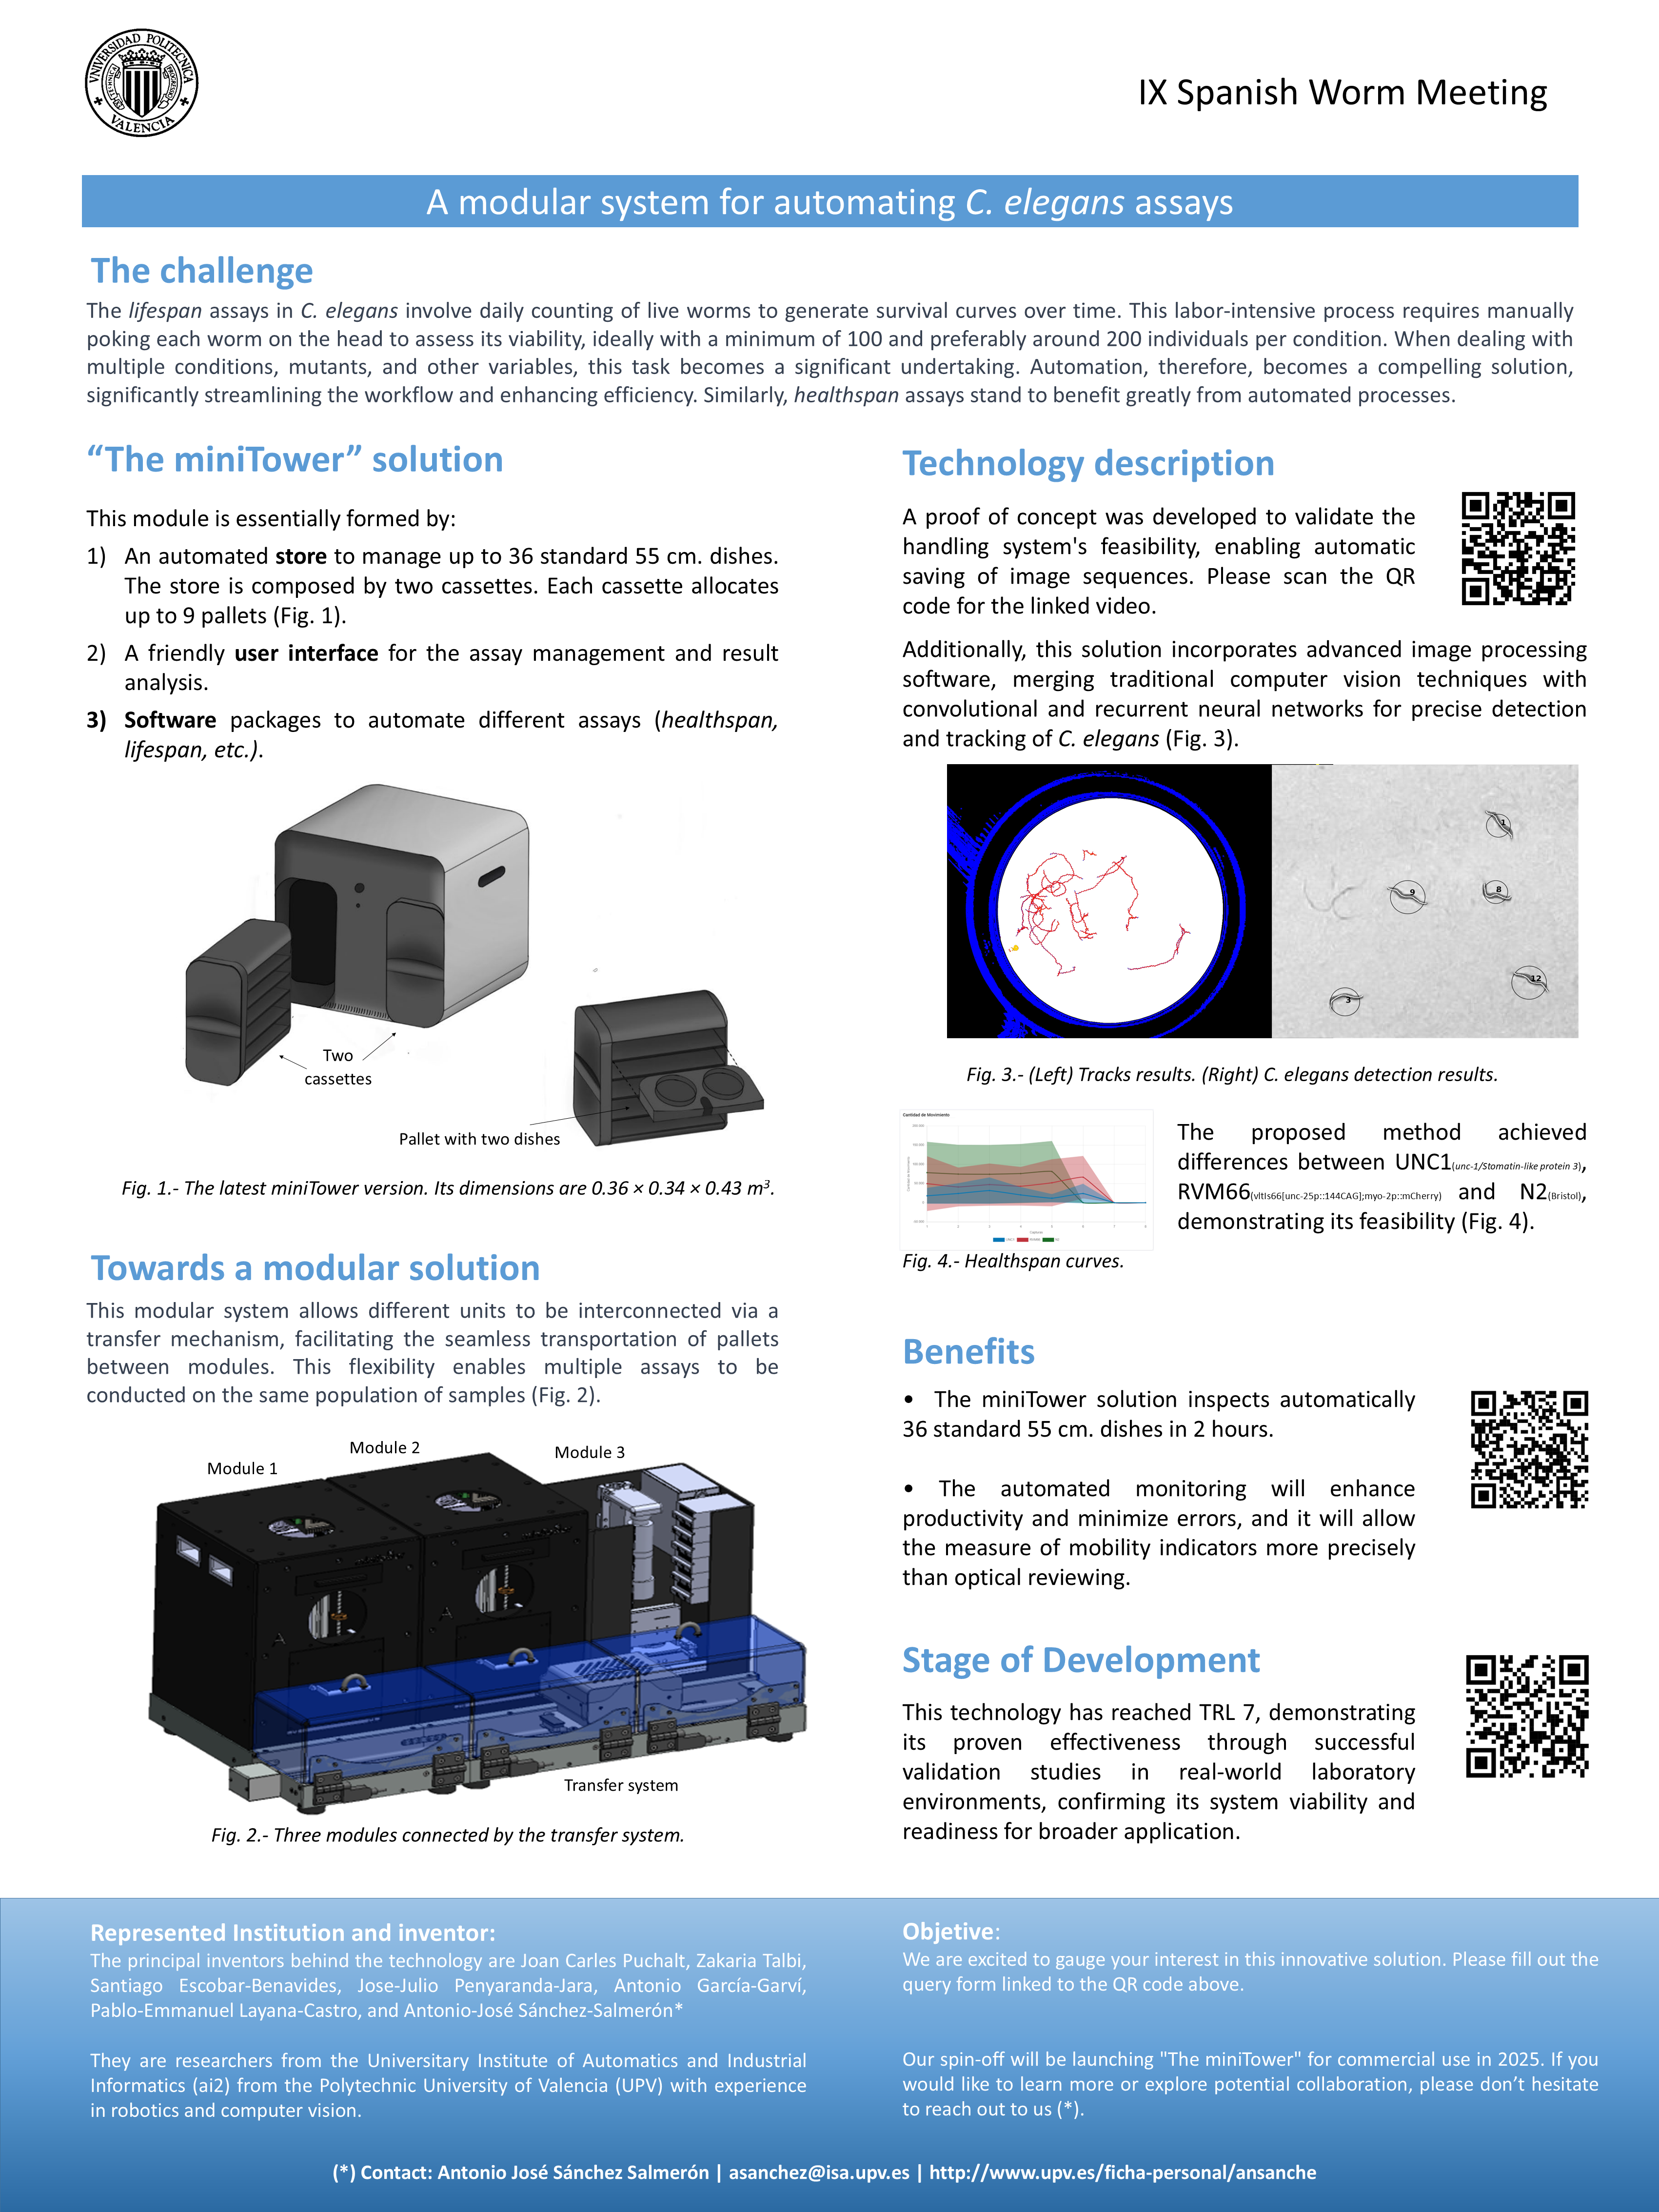 VNIVERSIDAD POLITECNICA
VALENCIA
IX Spanish Worm Meeting
A modular system for automating C. elegans assays
The challenge
The lifespan assays in C. elegans involve daily counting of live worms to generate survival curves over time. This labor-intensive process requires manually
poking each worm on the head to assess its viability, ideally with a minimum of 100 and preferably around 200 individuals per condition. When dealing with
multiple conditions, mutants, and other variables, this task becomes a significant undertaking. Automation, therefore, becomes a compelling solution,
significantly streamlining the workflow and enhancing efficiency. Similarly, healthspan assays stand to benefit greatly from automated processes.
“The miniTower” solution
This module is essentially formed by:
1) An automated store to manage up to 36 standard 55 cm. dishes.
The store is composed by two cassettes. Each cassette allocates
up to 9 pallets (Fig. 1).
2) A friendly user interface for the assay management and result
analysis.
3) Software packages to automate different assays (healthspan,
lifespan, etc.).
Two
cassettes
Pallet with two dishes
Fig. 1.- The latest miniTower version. Its dimensions are 0.36 × 0.34 × 0.43 m³.
Towards a modular solution
This modular system allows different units to be interconnected via a
transfer mechanism, facilitating the seamless transportation of pallets
between modules. This flexibility enables multiple assays to be
conducted on the same population of samples (Fig. 2).
Module 1
Module 2
Module 3
Transfer system
Fig. 2.- Three modules connected by the transfer system.
Technology description
A proof of concept was developed to validate the
handling system's feasibility, enabling automatic
saving of image sequences. Please scan the QR
code for the linked video.
Additionally, this solution incorporates advanced image processing
software, merging traditional computer vision techniques with
convolutional and recurrent neural networks for precise detection
and tracking of C. elegans (Fig. 3).
1
9
8
12
3
Fig. 3.- (Left) Tracks results. (Right) C. elegans detection results.
Cantidad de Movimiento
Fig. 4.- Healthspan curves.
The proposed method achieved
differences between UNC1(unc-1/Stomatin-like protein 3),
RVM66(vltIs66[unc-25p::144CAG];myo-2p::mCherry) and N2(Bristol),
demonstrating its feasibility (Fig. 4).
Benefits
• The miniTower solution inspects automatically
36 standard 55 cm. dishes in 2 hours.
• The automated monitoring will enhance
productivity and minimize errors, and it will allow
the measure of mobility indicators more precisely
than optical reviewing.
Stage of Development
This technology has reached TRL 7, demonstrating
its proven effectiveness through successful
validation studies in real-world laboratory
environments, confirming its system viability and
readiness for broader application.
Represented Institution and inventor:
The principal inventors behind the technology are Joan Carles Puchalt, Zakaria Talbi,
Santiago Escobar-Benavides, Jose-Julio Penyaranda-Jara, Antonio García-Garví,
Pablo-Emmanuel Layana-Castro, and Antonio-José Sánchez-Salmerón*
They are researchers from the Universitary Institute of Automatics and Industrial
Informatics (ai2) from the Polytechnic University of Valencia (UPV) with experience
in robotics and computer vision.
Objetive:
We are excited to gauge your interest in this innovative solution. Please fill out the
query form linked to the QR code above.
Our spin-off will be launching "The miniTower" for commercial use in 2025. If you
would like to learn more or explore potential collaboration, please don’t hesitate
to reach out to us (*).
(*) Contact: Antonio José Sánchez Salmerón | asanchez@isa.upv.es | http://www.upv.es/ficha-personal/ansanche